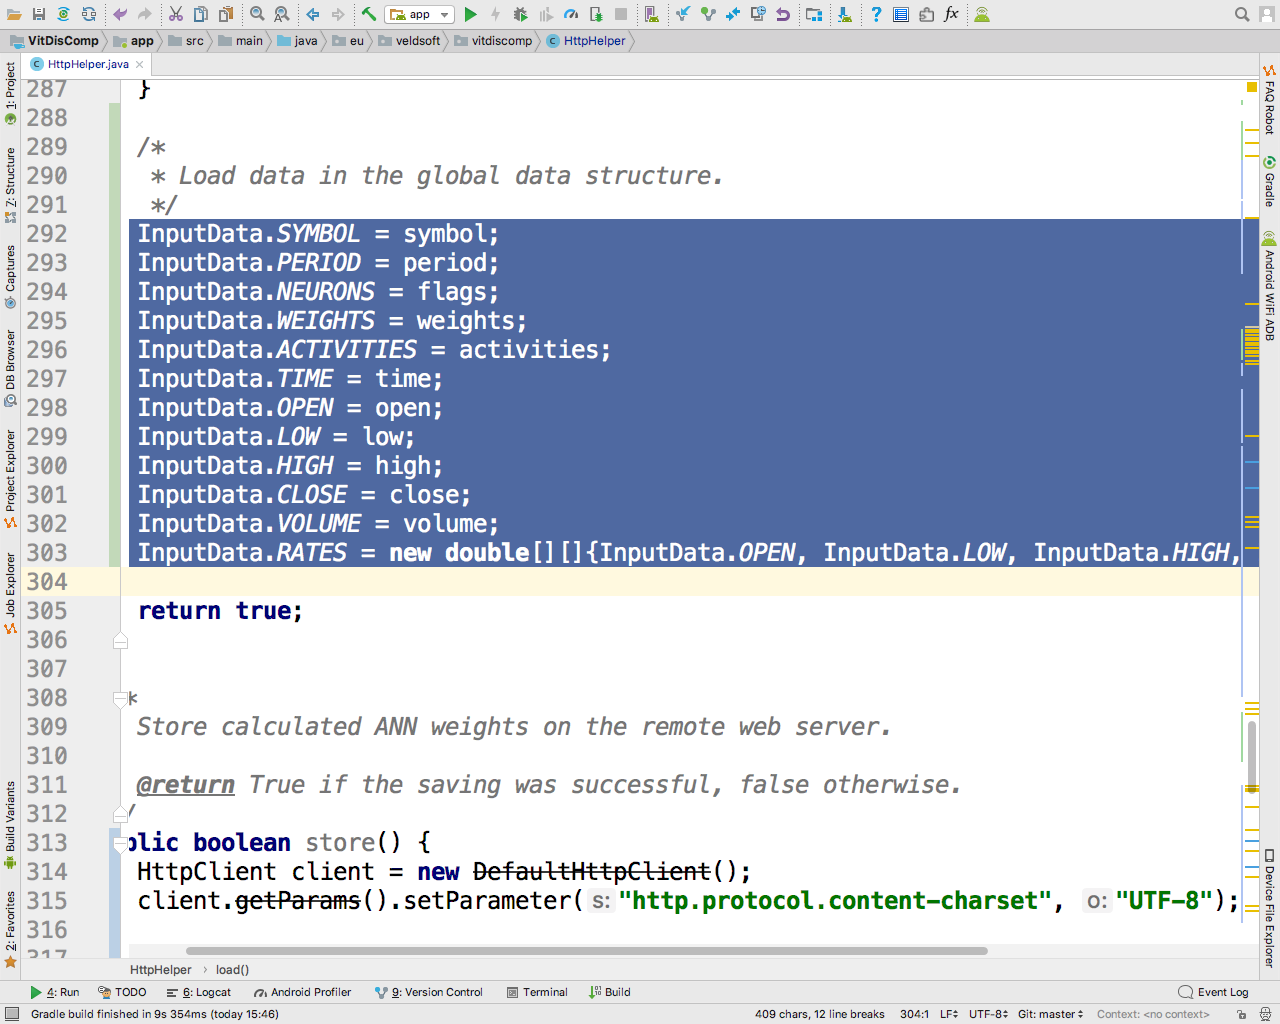 app
VitDisComp app src main java eu veldsoft vitdiscomp HttpHelper
HttpHelper.java
1: Project
7: Structure
Captures
DB Browser
Project Explorer
Job Explorer
Build Variants
2: Favorites
287 }
288
289 /*
290 * Load data in the global data structure.
291 */
292 InputData.SYMBOL = symbol;
293 InputData.PERIOD = period;
294 InputData.NEURONS = flags;
295 InputData.WEIGHTS = weights;
296 InputData.ACTIVITIES = activities;
297 InputData.TIME = time;
298 InputData.OPEN = open;
299 InputData.LOW = low;
300 InputData.HIGH = high;
301 InputData.CLOSE = close;
302 InputData.VOLUME = volume;
303 InputData.RATES = new double[][]{InputData.OPEN, InputData.LOW, InputData.HIGH,
304
305 return true;
306
307
308 *
309 Store calculated ANN weights on the remote web server.
310
311 @return True if the saving was successful, false otherwise.
312 /
313 blic boolean store() {
314 HttpClient client = new DefaultHttpClient();
315 client.getParams().setParameter( s: "http.protocol.content-charset", o: "UTF-8");
316
317
FAQ Robot
Gradle
Android WiFi ADB
Device File Explorer
HttpHelper load()
4: Run TODO 6: Logcat Android Profiler 9: Version Control Terminal Build Event Log
Gradle build finished in 9s 354ms (today 15:46) 409 chars, 12 line breaks 304:1 LF UTF-8 Git: master Context: <no context>